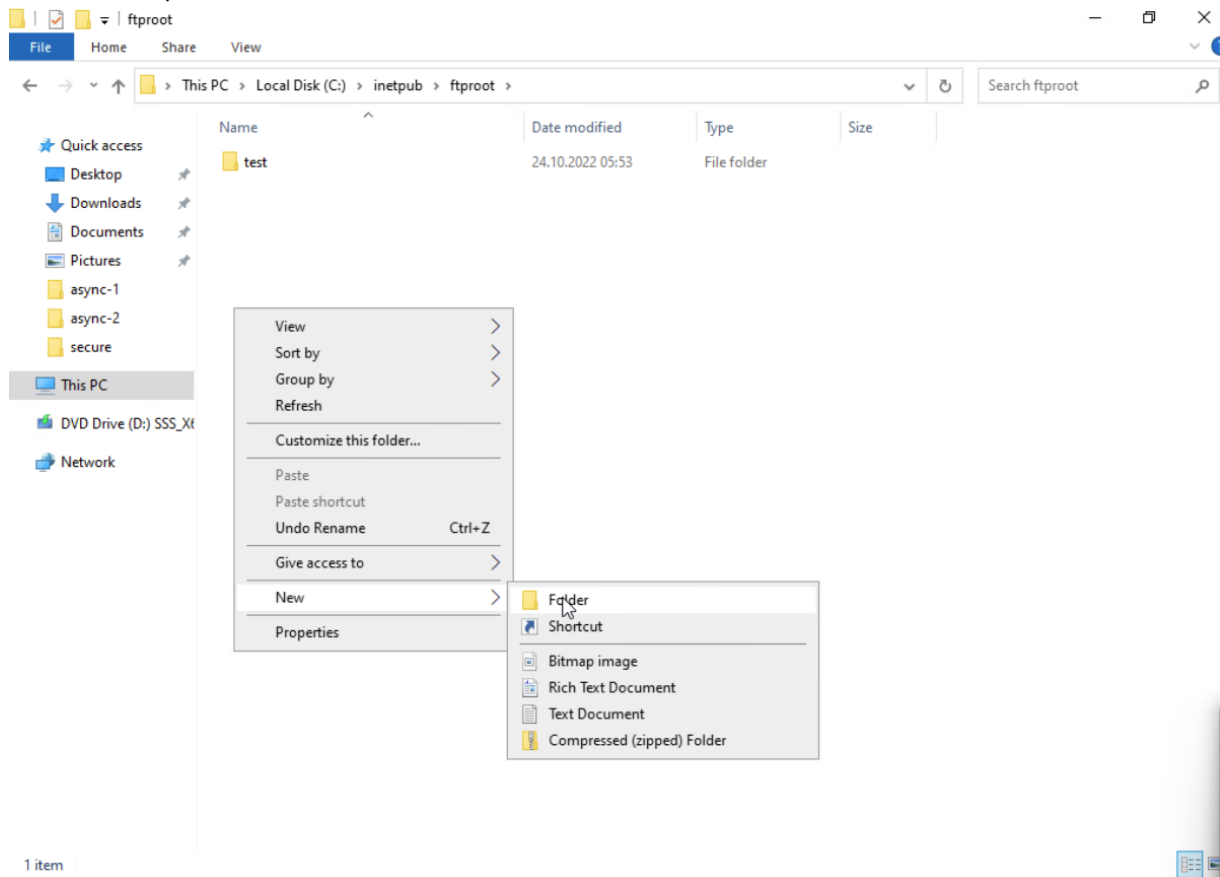 ftproot
File Home Share View
This PC > Local Disk (C:) > inetpub > ftproot >
Search ftproot
Name Date modified Type Size
test 24.10.2022 05:53 File folder
Quick access
Desktop
Downloads
Documents
Pictures
async-1
async-2
secure
This PC
DVD Drive (D:) SSS_X6
Network
View
Sort by
Group by
Refresh
Customize this folder...
Paste
Paste shortcut
Undo Rename Ctrl+Z
Give access to
New
Properties
Folder
Shortcut
Bitmap image
Rich Text Document
Text Document
Compressed (zipped) Folder
1 item